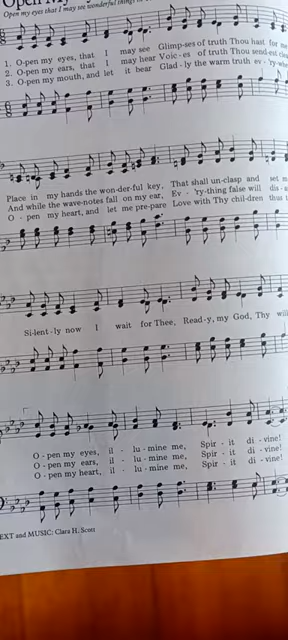 Open My
Open my eyes that I may see wonderful things
1. O-pen my eyes, that I may see Glimp-ses of truth Thou hast for me
2. O-pen my ears, that I may hear Voic-es of truth Thou send-est
3. O-pen my mouth, and let it bear Glad-ly the warm truth ev-'ry-
Place in my hands the won-der-ful key, That shall un-clasp and set
And while the wave-notes fall on my ear, Ev-'ry-thing false will dis-
O-pen my heart, and let me pre-pare Love with Thy chil-dren thus
Si-lent-ly now I wait for Thee, Read-y, my God, Thy will
O-pen my eyes, il-lu-mine me, Spir-it di-vine!
O-pen my ears, il-lu-mine me, Spir-it di-vine!
O-pen my heart, il-lu-mine me, Spir-it di-vine!
EXT and MUSIC: Clara H. Scott